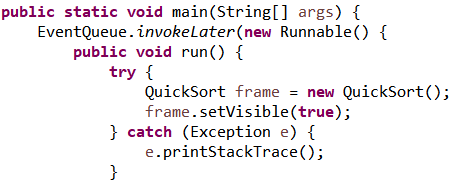 public static void main(String[] args) {
    EventQueue.invokeLater(new Runnable() {
        public void run() {
            try {
                QuickSort frame = new QuickSort();
                frame.setVisible(true);
            } catch (Exception e) {
                e.printStackTrace();
            }